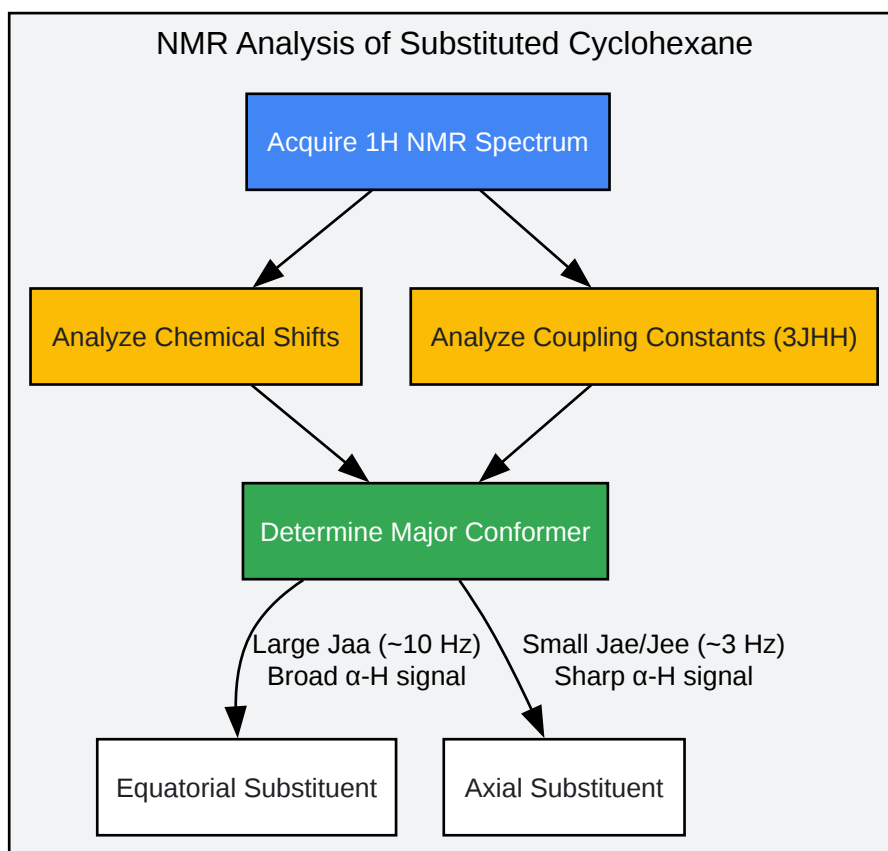 NMR Analysis of Substituted Cyclohexane
Acquire 1H NMR Spectrum
Analyze Chemical Shifts
Analyze Coupling Constants (3JHH)
Determine Major Conformer
Large Jaa (~10 Hz)
Broad α-H signal
Small Jae/Jee (~3 Hz)
Sharp α-H signal
Equatorial Substituent
Axial Substituent